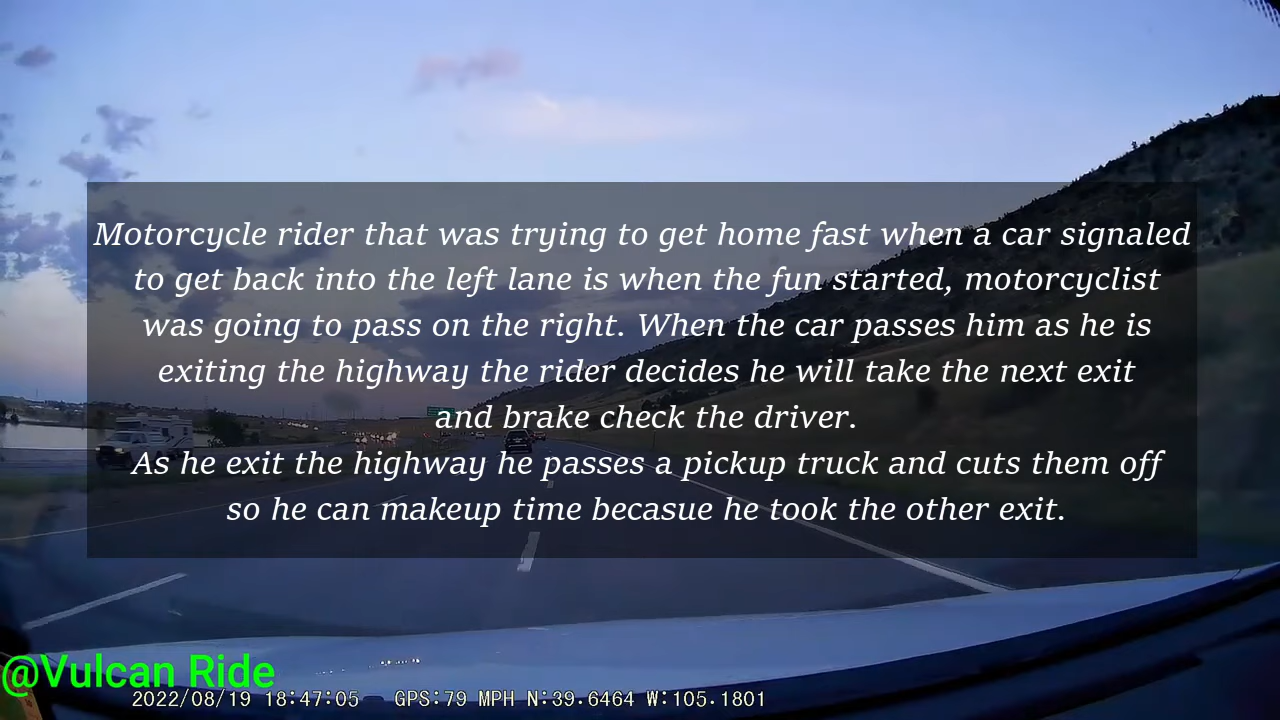 Motorcycle rider that was trying to get home fast when a car signaled
to get back into the left lane is when the fun started, motorcyclist
was going to pass on the right. When the car passes him as he is
exiting the highway the rider decides he will take the next exit
and brake check the driver.
As he exit the highway he passes a pickup truck and cuts them off
so he can makeup time becasue he took the other exit.
@Vulcan Ride
2022/08/19 18:47:05 GPS:79 MPH N:39.6464 W:105.1801